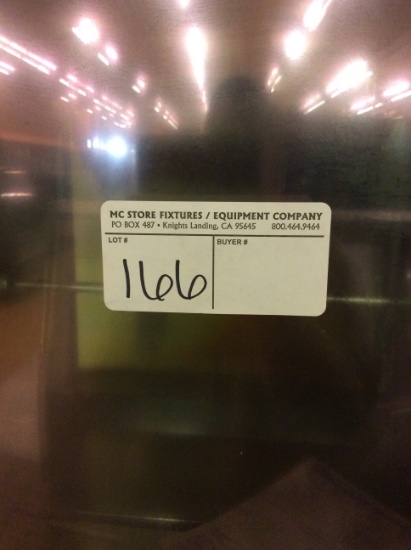 MC STORE FIXTURES / EQUIPMENT COMPANY
PO BOX 487 • Knights Landing, CA 95645 800.464.9464
LOT # BUYER #
166